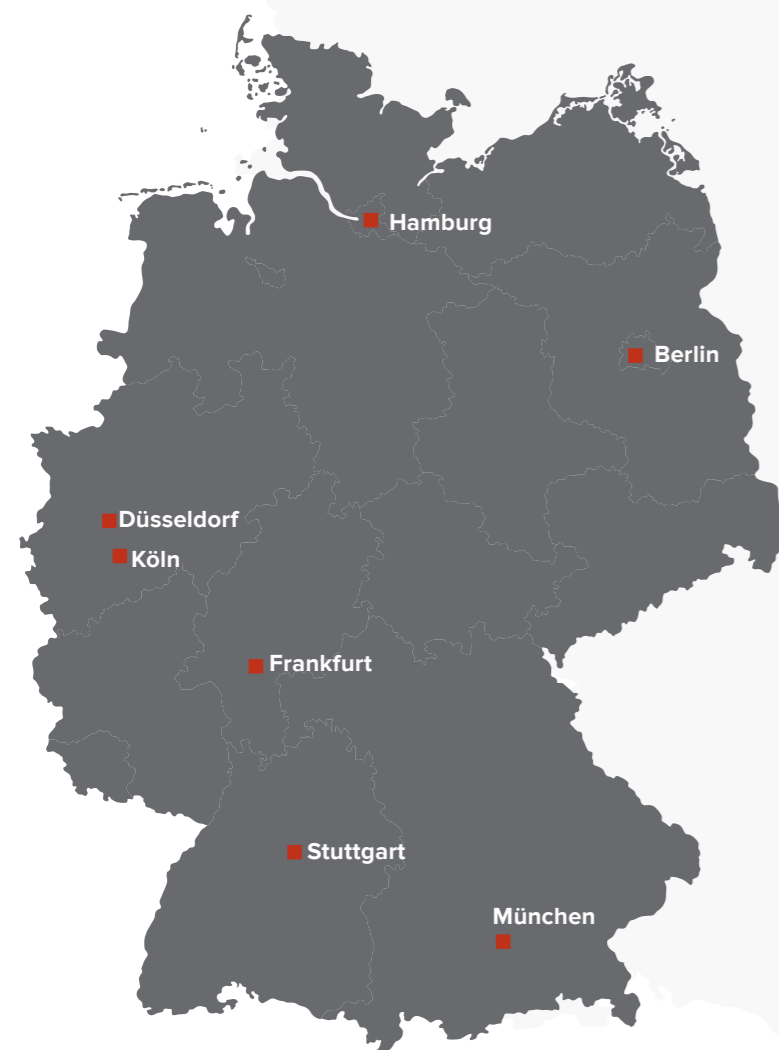 Hamburg
Berlin
Düsseldorf
Köln
Frankfurt
Stuttgart
München